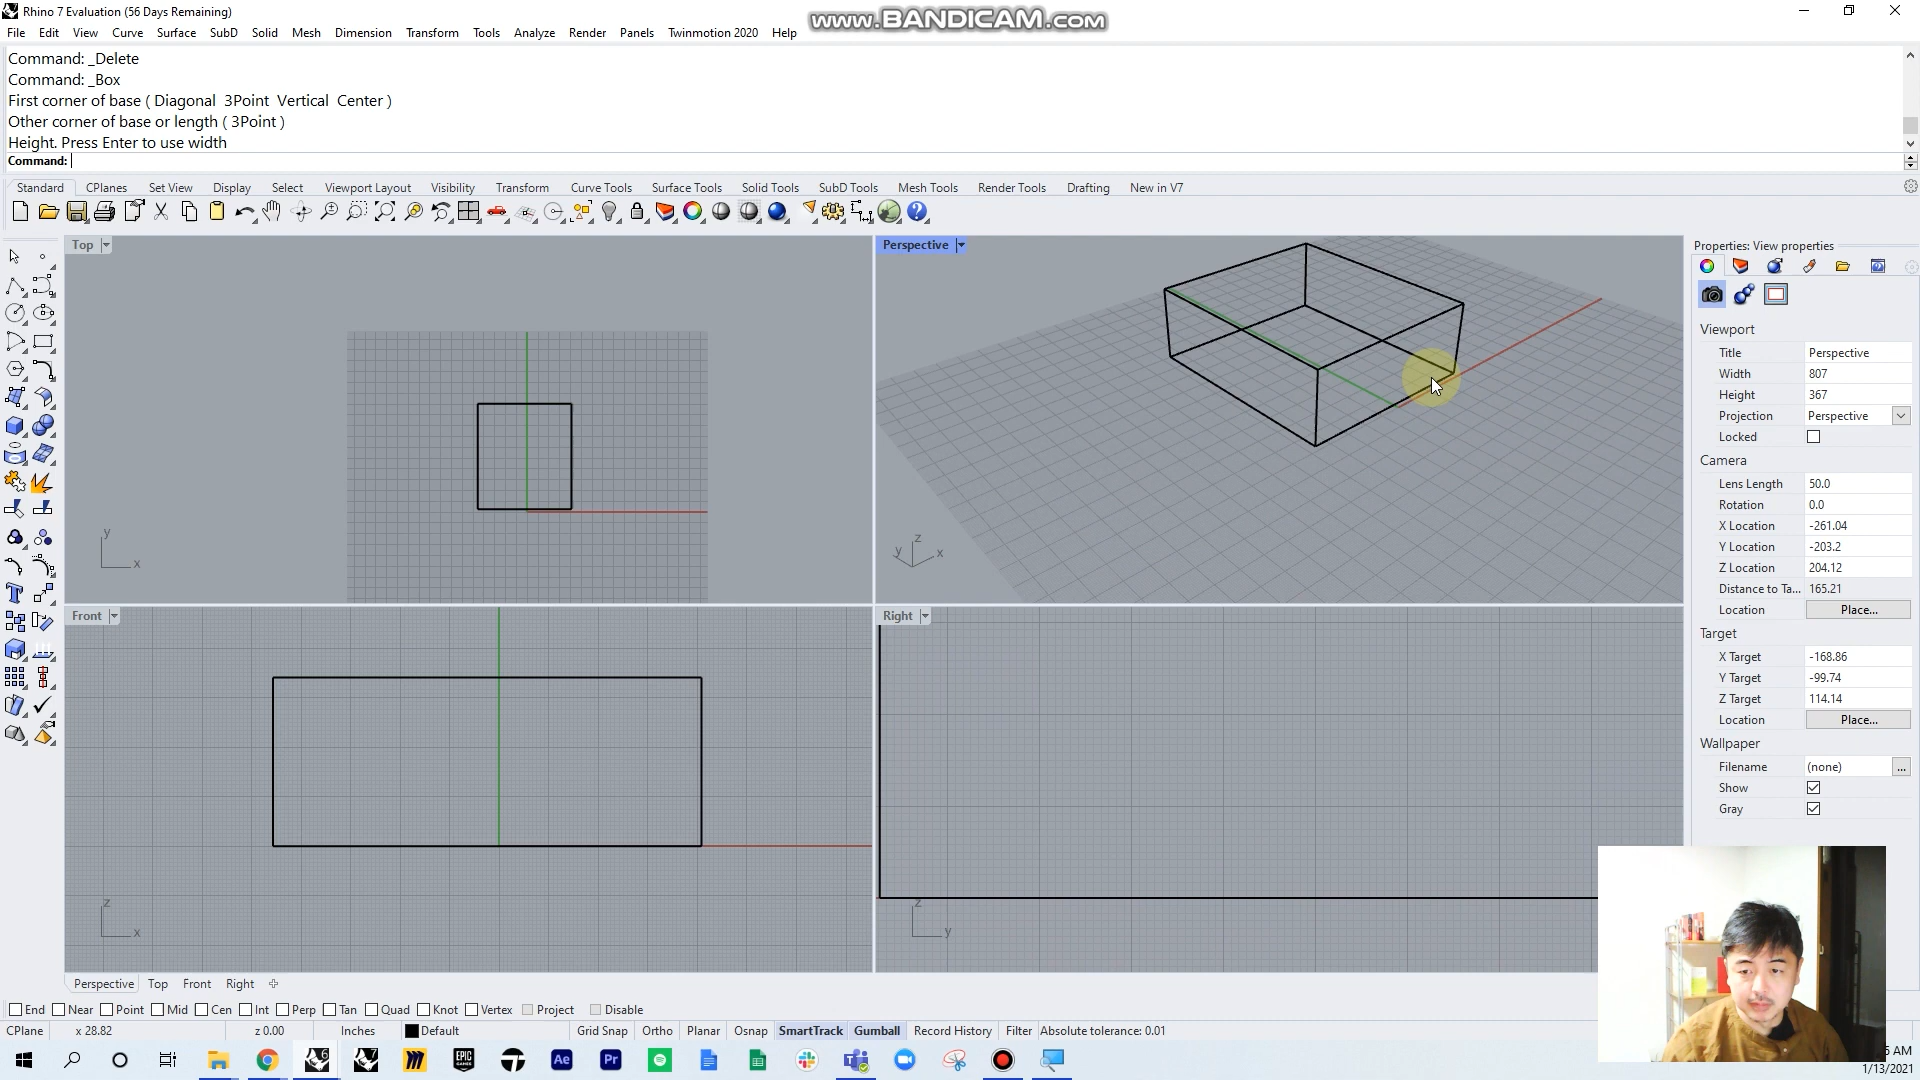 Rhino 7 Evaluation (56 Days Remaining)
www.BANDICAM.com
File Edit View Curve Surface SubD Solid Mesh Dimension Transform Tools Analyze Render Panels Twinmotion 2020 Help
Command: _Delete
Command: _Box
First corner of base ( Diagonal 3Point Vertical Center )
Other corner of base or length ( 3Point )
Height. Press Enter to use width
Command:
Standard CPlanes Set View Display Select Viewport Layout Visibility Transform Curve Tools Surface Tools Solid Tools SubD Tools Mesh Tools Render Tools Drafting New in V7
Top
Perspective
Properties: View properties
Viewport
Title Perspective
Width 807
Height 367
Projection Perspective
Locked
Camera
Lens Length 50.0
Rotation 0.0
X Location -261.04
Y Location -203.2
Z Location 204.12
Distance to Ta... 165.21
Location Place...
Target
X Target -168.86
Y Target -99.74
Z Target 114.14
Location Place...
Wallpaper
Filename (none) ...
Show
Gray
y
x
z
y
x
Front
Right
z
x
z
y
Perspective Top Front Right
End Near Point Mid Cen Int Perp Tan Quad Knot Vertex Project Disable
CPlane x 28.82 z 0.00 Inches Default Grid Snap Ortho Planar Osnap SmartTrack Gumball Record History Filter Absolute tolerance: 0.01
6 7 EPIC GAMES Ae Pr
AM
1/13/2021